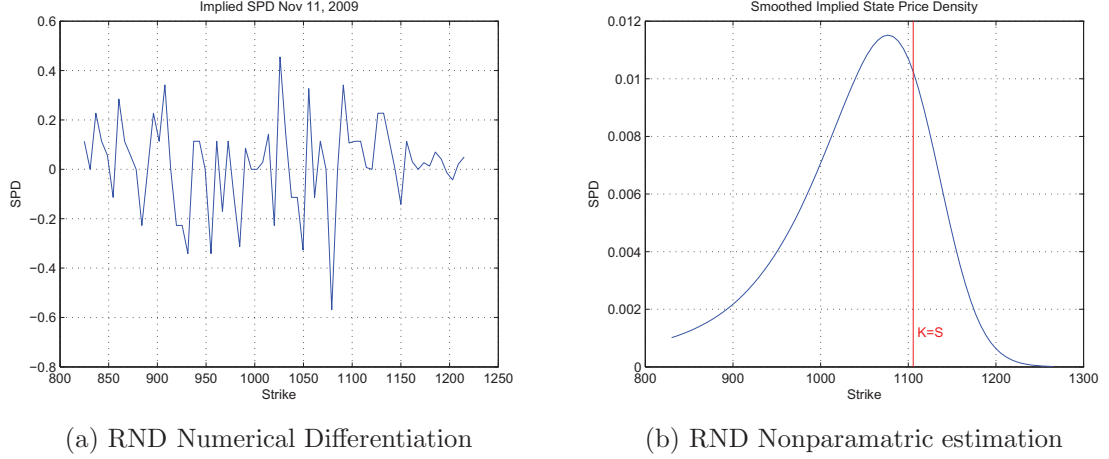 Implied SPD Nov 11, 2009
0.6
0.4
0.2
0
−0.2
−0.4
−0.6
−0.8
SPD
800 850 900 950 1000 1050 1100 1150 1200 1250
Strike
(a) RND Numerical Differentiation
Smoothed Implied State Price Density
0.012
0.01
0.008
0.006
0.004
0.002
0
SPD
K=S
800 900 1000 1100 1200 1300
Strike
(b) RND Nonparamatric estimation